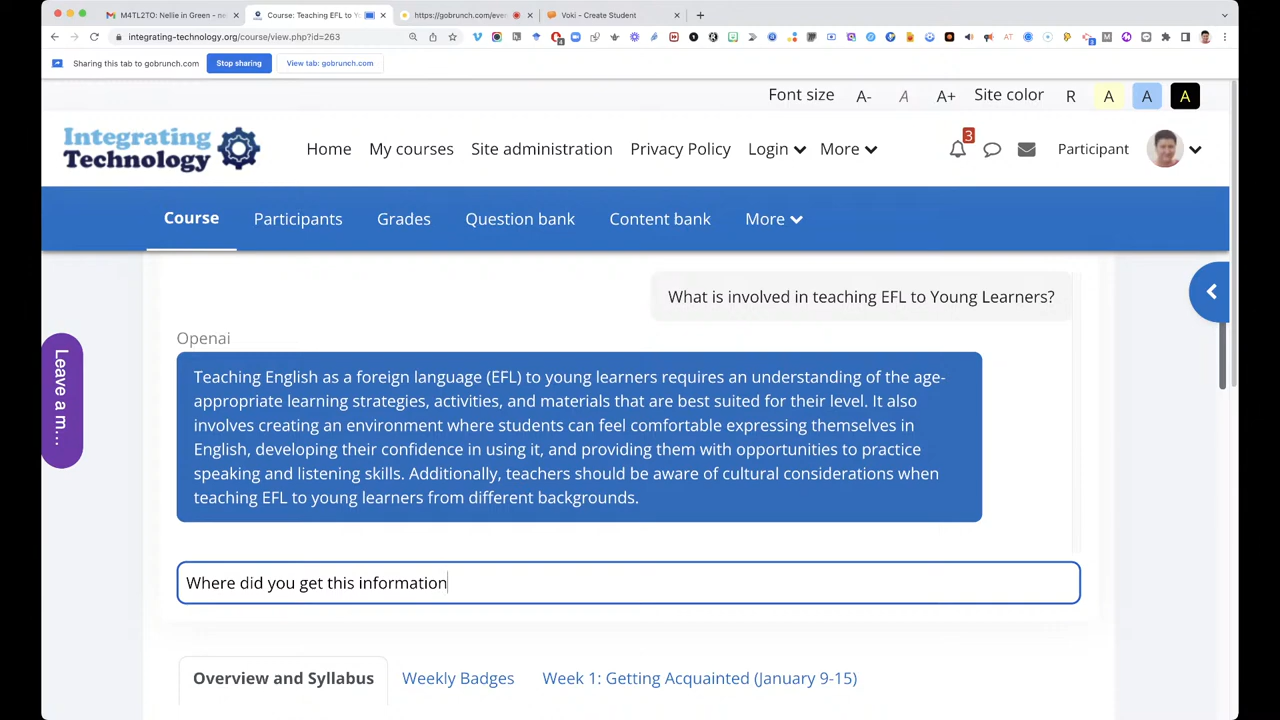 M4TL2TO: Nellie in Green - ne
Course: Teaching EFL to Yo
https://gobrunch.com/eve
Voki - Create Student
integrating-technology.org/course/view.php?id=263
Sharing this tab to gobrunch.com
Stop sharing
View tab: gobrunch.com
Font size A- A A+ Site color R A A A
Integrating
Technology
Home My courses Site administration Privacy Policy Login More
3
Participant
Course Participants Grades Question bank Content bank More
What is involved in teaching EFL to Young Learners?
Openai
Teaching English as a foreign language (EFL) to young learners requires an understanding of the age-
appropriate learning strategies, activities, and materials that are best suited for their level. It also
involves creating an environment where students can feel comfortable expressing themselves in
English, developing their confidence in using it, and providing them with opportunities to practice
speaking and listening skills. Additionally, teachers should be aware of cultural considerations when
teaching EFL to young learners from different backgrounds.
Leave a m...
Where did you get this information
Overview and Syllabus
Weekly Badges
Week 1: Getting Acquainted (January 9-15)